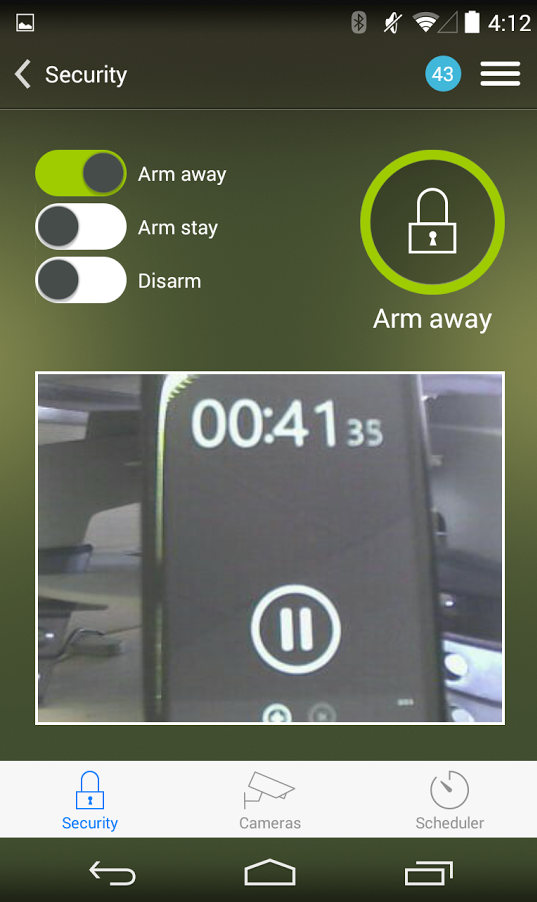 4:12
Security
43
Arm away
Arm stay
Disarm
Arm away
00:41 35
Security
Cameras
Scheduler